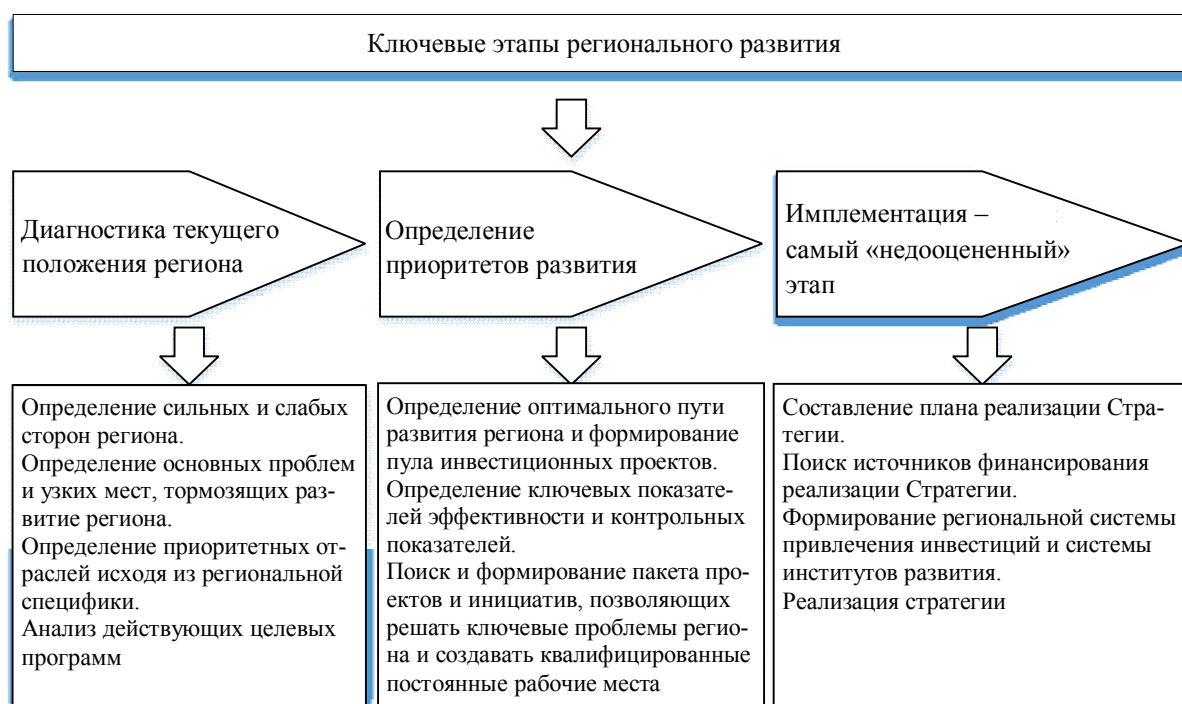 Ключевые этапы регионального развития
Диагностика текущего
положения региона
Определение
приоритетов развития
Имплементация –
самый «недооцененный»
этап
Определение сильных и слабых
сторон региона.
Определение основных проблем
и узких мест, тормозящих раз-
витие региона.
Определение приоритетных от-
раслей исходя из региональной
специфики.
Анализ действующих целевых
программ
Определение оптимального пути
развития региона и формирование
пула инвестиционных проектов.
Определение ключевых показате-
лей эффективности и контрольных
показателей.
Поиск и формирование пакета про-
ектов и инициатив, позволяющих
решать ключевые проблемы регио-
на и создавать квалифицированные
постоянные рабочие места
Составление плана реализации Стра-
тегии.
Поиск источников финансирования
реализации Стратегии.
Формирование региональной системы
привлечения инвестиций и системы
институтов развития.
Реализация стратегии